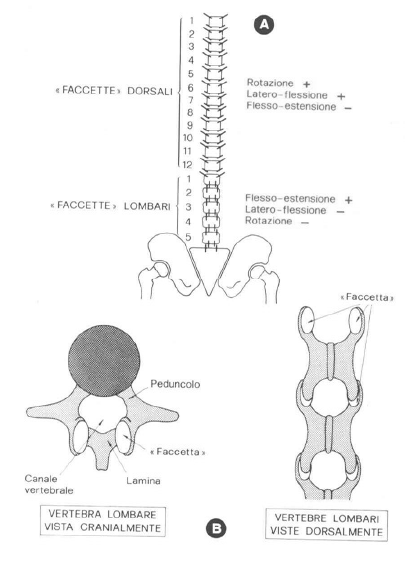 A
1
2
3
4
5
6
7
8
9
10
11
12
« FACCETTE » DORSALI
Rotazione +
Latero-flessione +
Flesso-estensione –
1
2
3
4
5
« FACCETTE » LOMBARI
Flesso-estensione +
Latero-flessione –
Rotazione –
«Faccetta»
Peduncolo
«Faccetta»
Canale
vertebrale
Lamina
VERTEBRA LOMBARE
VISTA CRANIALMENTE
B
VERTEBRE LOMBARI
VISTE DORSALMENTE